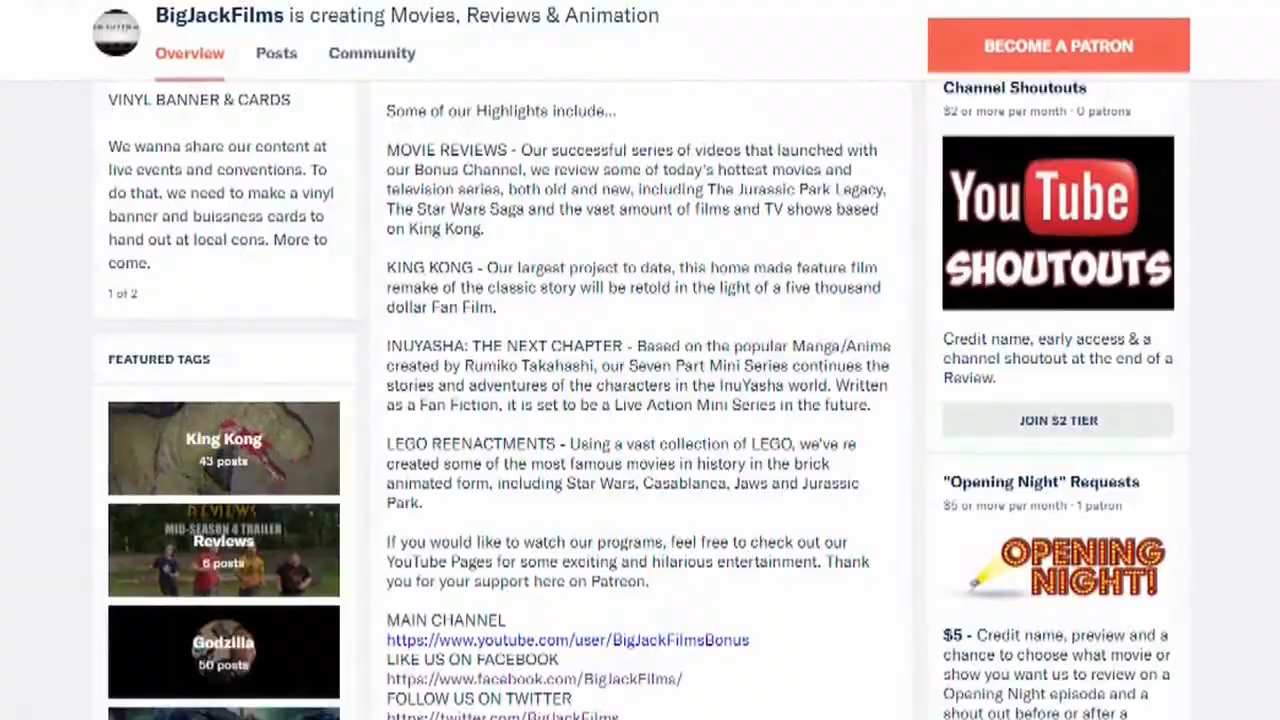 BigJackFilms is creating Movies, Reviews & Animation
Overview Posts Community
BECOME A PATRON
VINYL BANNER & CARDS
We wanna share our content at
live events and conventions. To
do that, we need to make a vinyl
banner and buissness cards to
hand out at local cons. More to
come.
1 of 2
FEATURED TAGS
King Kong
43 posts
REVIEWS
MID-SEASON 4 TRAILER
Reviews
6 posts
Godzilla
50 posts
Some of our Highlights include...
MOVIE REVIEWS - Our successful series of videos that launched with
our Bonus Channel, we review some of today's hottest movies and
television series, both old and new, including The Jurassic Park Legacy,
The Star Wars Saga and the vast amount of films and TV shows based
on King Kong.
KING KONG - Our largest project to date, this home made feature film
remake of the classic story will be retold in the light of a five thousand
dollar Fan Film.
INUYASHA: THE NEXT CHAPTER - Based on the popular Manga/Anime
created by Rumiko Takahashi, our Seven Part Mini Series continues the
stories and adventures of the characters in the InuYasha world. Written
as a Fan Fiction, it is set to be a Live Action Mini Series in the future.
LEGO REENACTMENTS - Using a vast collection of LEGO, we've re
created some of the most famous movies in history in the brick
animated form, including Star Wars, Casablanca, Jaws and Jurassic
Park.
If you would like to watch our programs, feel free to check out our
YouTube Pages for some exciting and hilarious entertainment. Thank
you for your support here on Patreon.
MAIN CHANNEL
https://www.youtube.com/user/BigJackFilmsBonus
LIKE US ON FACEBOOK
https://www.facebook.com/BigJackFilms/
FOLLOW US ON TWITTER
https://twitter.com/BigJackFilms
Channel Shoutouts
$2 or more per month · 0 patrons
YouTube
SHOUTOUTS
Credit name, early access & a
channel shoutout at the end of a
Review.
JOIN $2 TIER
"Opening Night" Requests
$5 or more per month · 1 patron
OPENING
NIGHT!
$5 - Credit name, preview and a
chance to choose what movie or
show you want us to review on a
Opening Night episode and a
shout out before or after a